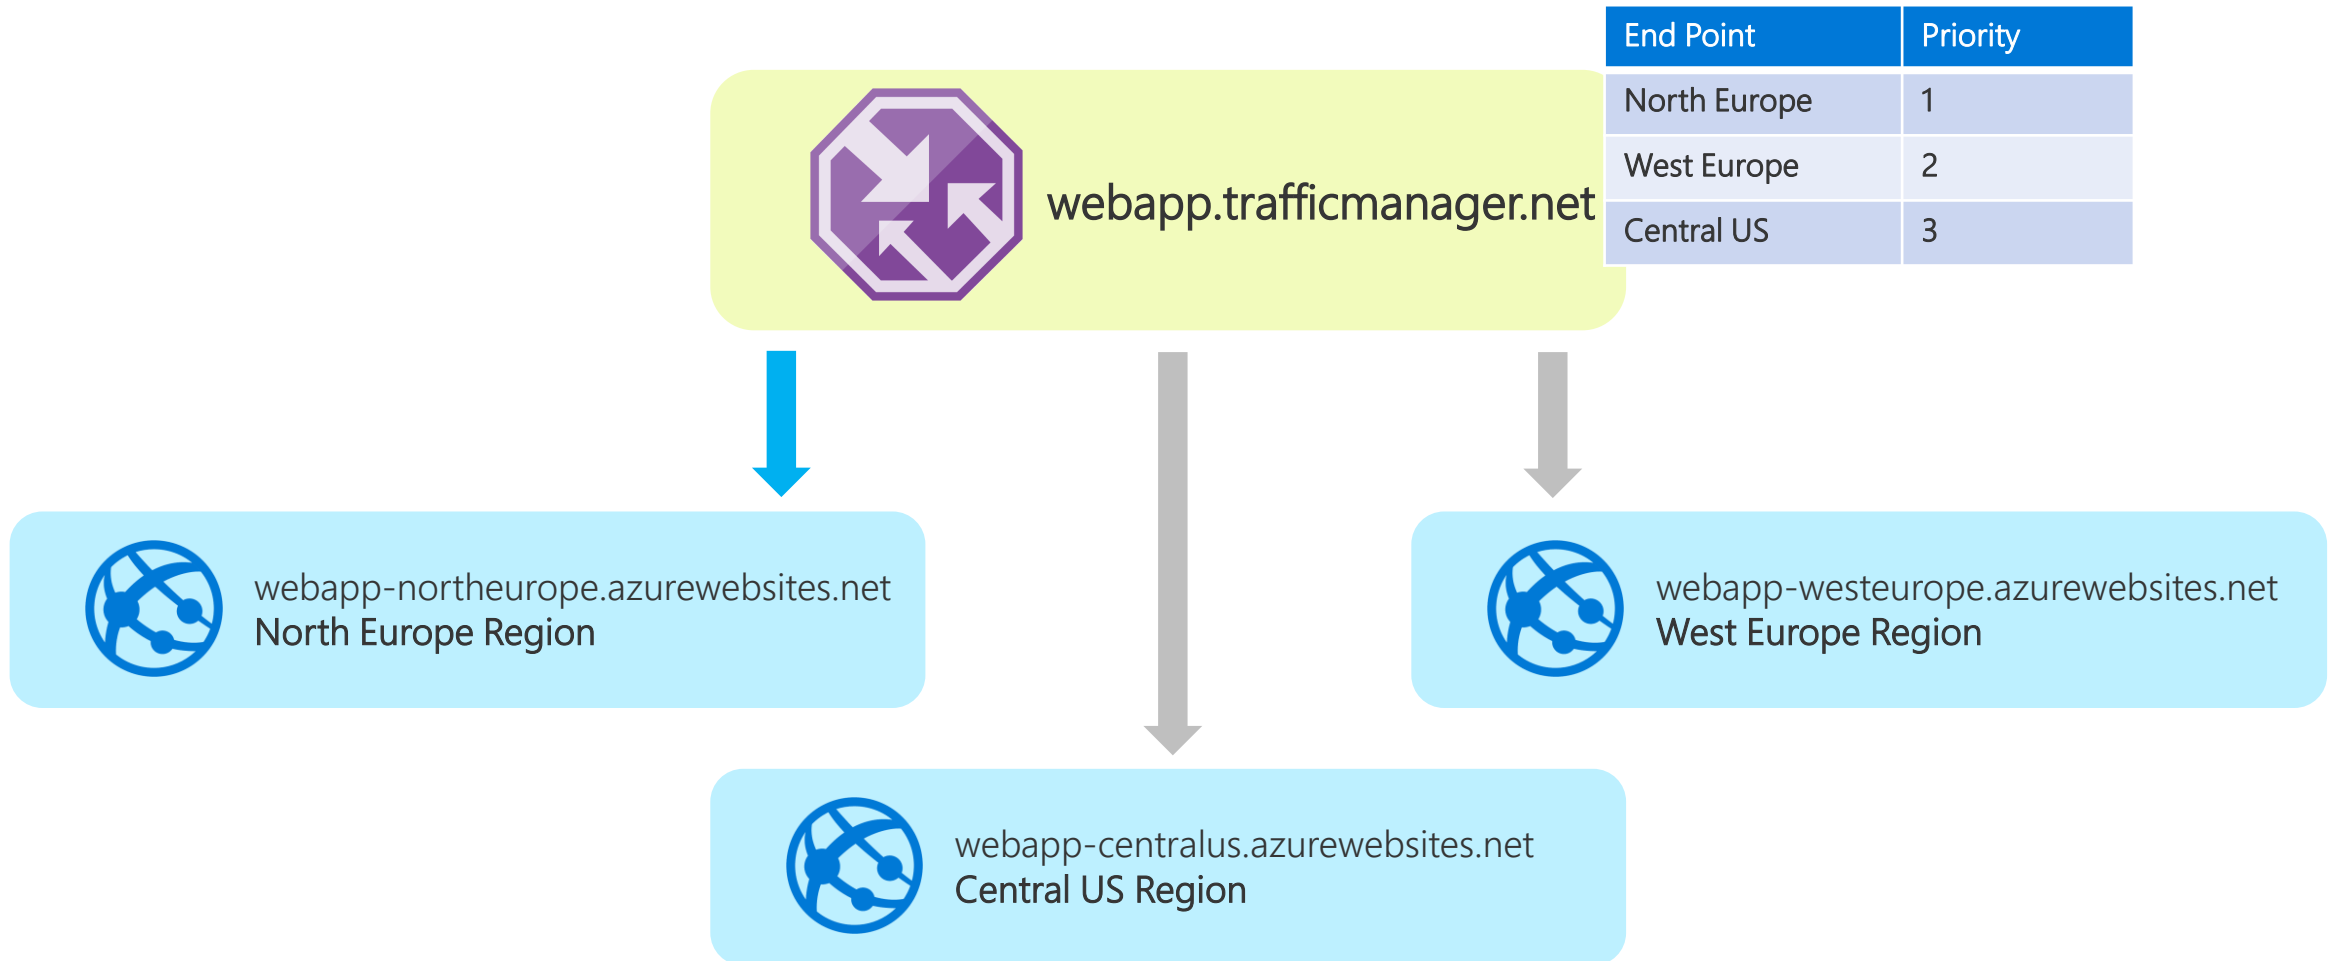 End Point Priority
North Europe 1
West Europe 2
Central US 3
webapp.trafficmanager.net
webapp-northeurope.azurewebsites.net
North Europe Region
webapp-westeurope.azurewebsites.net
West Europe Region
webapp-centralus.azurewebsites.net
Central US Region